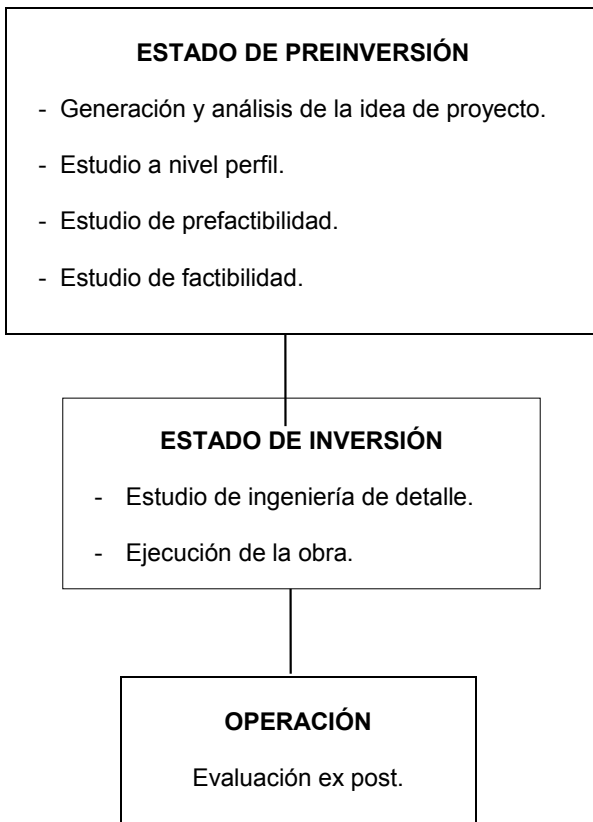 ESTADO DE PREINVERSIÓN
- Generación y análisis de la idea de proyecto.
- Estudio a nivel perfil.
- Estudio de prefactibilidad.
- Estudio de factibilidad.
ESTADO DE INVERSIÓN
- Estudio de ingeniería de detalle.
- Ejecución de la obra.
OPERACIÓN
Evaluación ex post.